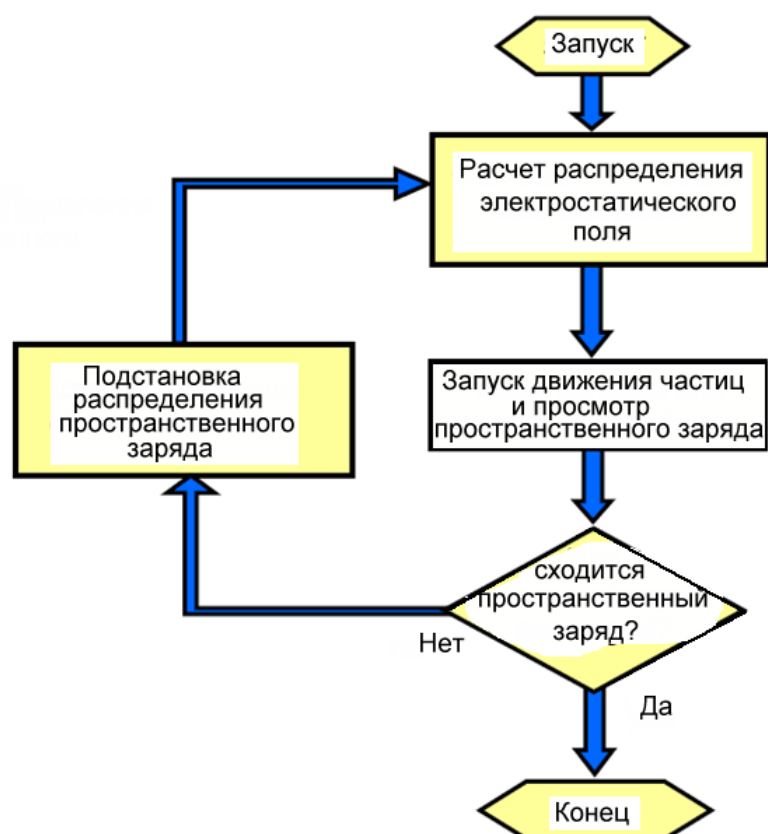 Запуск
Расчет распределения
электростатического
поля
Запуск движения частиц
и просмотр
пространственного заряда
Подстановка
распределения
пространственного
заряда
сходится
пространственный
заряд?
Нет
Да
Конец